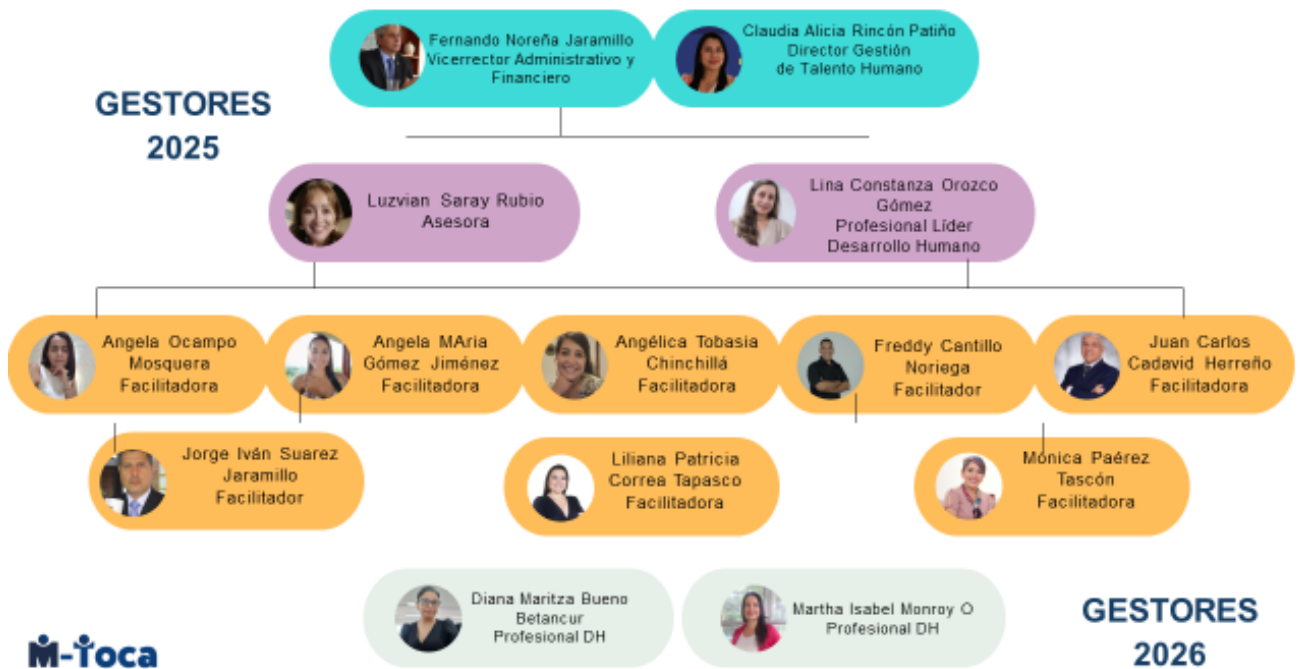 Fernando Noreña Jaramillo
Vicerrector Administrativo y
Financiero
Claudia Alicia Rincón Patiño
Director Gestión
de Talento Humano
GESTORES
2025
Luzvian Saray Rubio
Asesora
Lina Constanza Orozco
Gómez
Profesional Líder
Desarrollo Humano
Angela Ocampo
Mosquera
Facilitadora
Angela MAria
Gómez Jiménez
Facilitadora
Angélica Tobasia
Chinchillá
Facilitadora
Freddy Cantillo
Noriega
Facilitador
Juan Carlos
Cadavid Herreño
Facilitadora
Jorge Iván Suarez
Jaramillo
Facilitador
Liliana Patricia
Correa Tapasco
Facilitadora
Mónica Paérez
Tascón
Facilitadora
Diana Maritza Bueno
Betancur
Profesional DH
Martha Isabel Monroy O
Profesional DH
GESTORES
2026
M-Toca